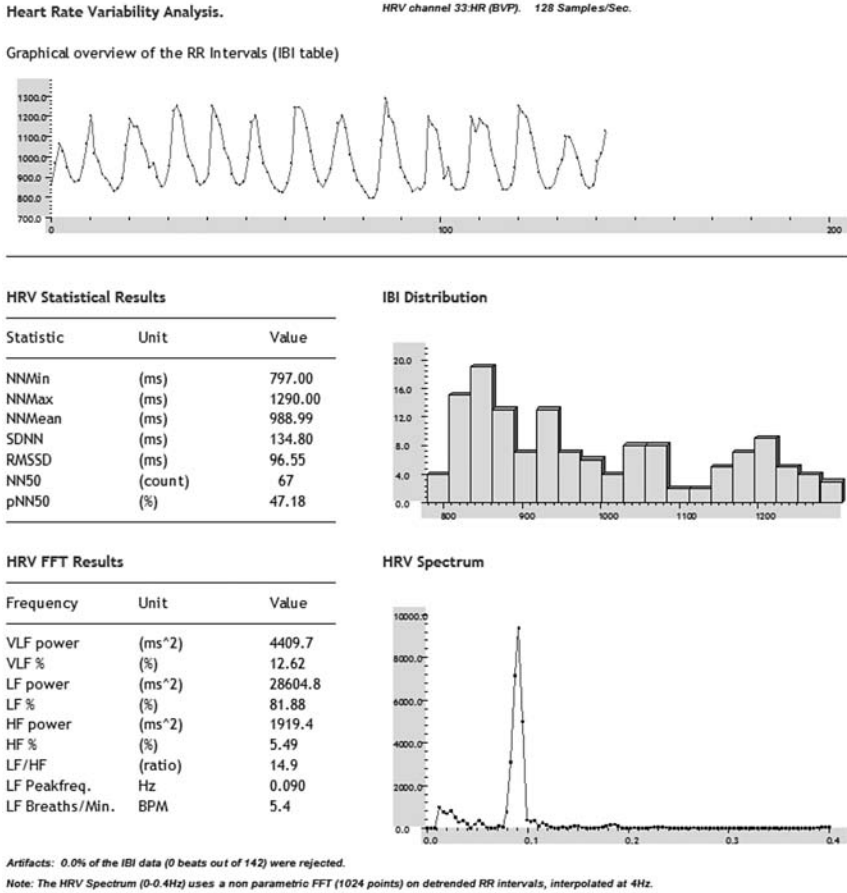 Heart Rate Variability Analysis.
HRV channel 33:HR (BVP). 128 Samples/Sec.
Graphical overview of the RR Intervals (IBI table)
1300.0
1200.0
1100.0
1000.0
900.0
800.0
700.0
0 100 200
HRV Statistical Results
Statistic Unit Value
NNMin (ms) 797.00
NNMax (ms) 1290.00
NNMean (ms) 988.99
SDNN (ms) 134.80
RMSSD (ms) 96.55
NN50 (count) 67
pNN50 (%) 47.18
IBI Distribution
20.0
16.0
12.0
8.0
4.0
0.0
800 900 1000 1100 1200
HRV FFT Results
Frequency Unit Value
VLF power (ms^2) 4409.7
VLF % (%) 12.62
LF power (ms^2) 28604.8
LF % (%) 81.88
HF power (ms^2) 1919.4
HF % (%) 5.49
LF/HF (ratio) 14.9
LF Peakfreq. Hz 0.090
LF Breaths/Min. BPM 5.4
HRV Spectrum
10000.0
8000.0
6000.0
4000.0
2000.0
0.0
0.0 0.1 0.2 0.3 0.4
Artifacts: 0.0% of the IBI data (0 beats out of 142) were rejected.
Note: The HRV Spectrum (0-0.4Hz) uses a non parametric FFT (1024 points) on detrended RR intervals, interpolated at 4Hz.